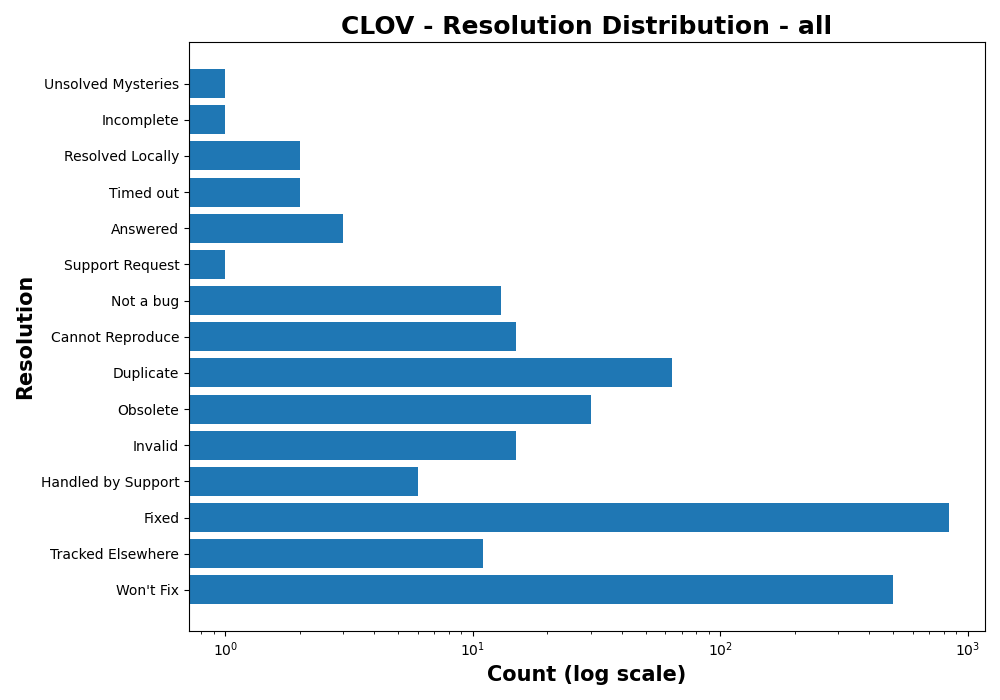 CLOV - Resolution Distribution - all
Unsolved Mysteries
Incomplete
Resolved Locally
Timed out
Answered
Support Request
Not a bug
Cannot Reproduce
Duplicate
Obsolete
Invalid
Handled by Support
Fixed
Tracked Elsewhere
Won't Fix
Resolution
10⁰ 10¹ 10² 10³
Count (log scale)